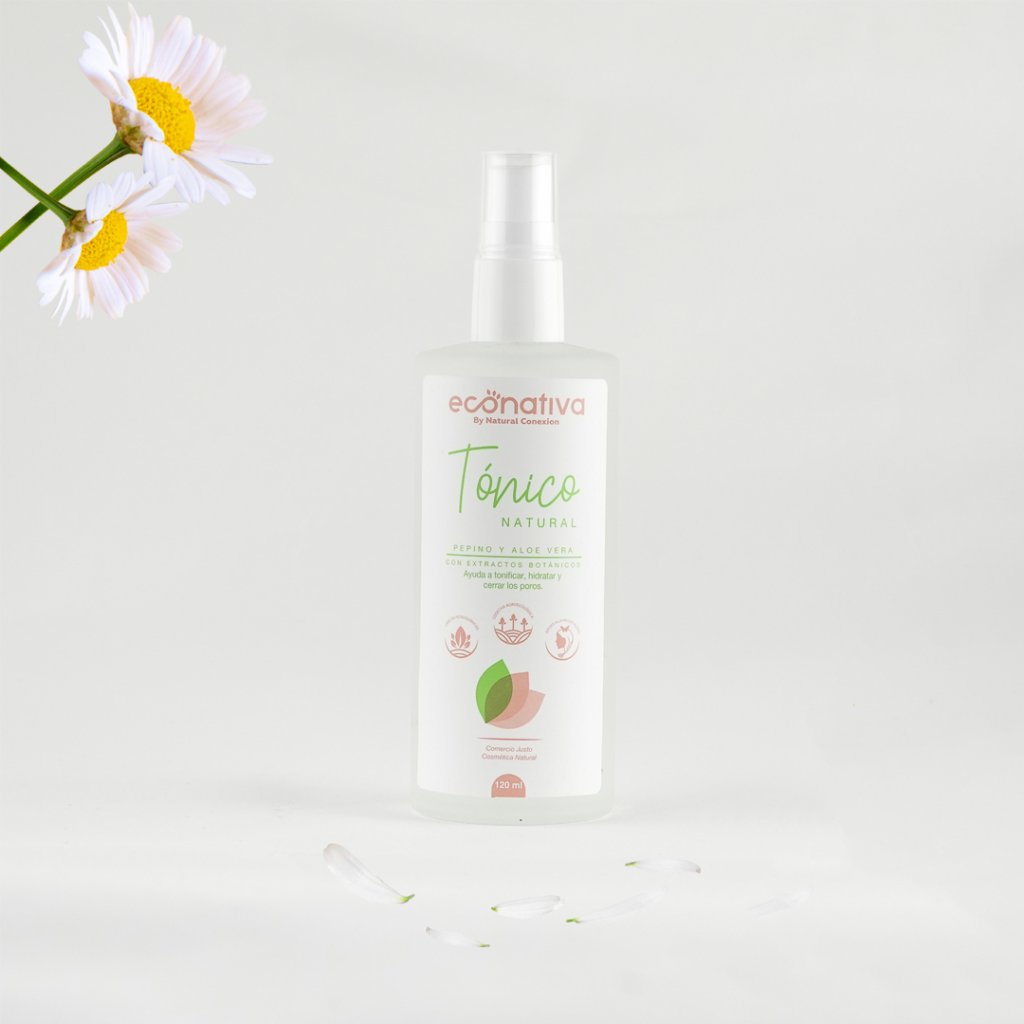 econativa
By Natural Conexion
Tónico
NATURAL
PEPINO Y ALOE VERA
CON EXTRACTOS BOTÁNICOS
Ayuda a tonificar, hidratar y
cerrar los poros.
Comercio Justo
Cosmética Natural
120 ml